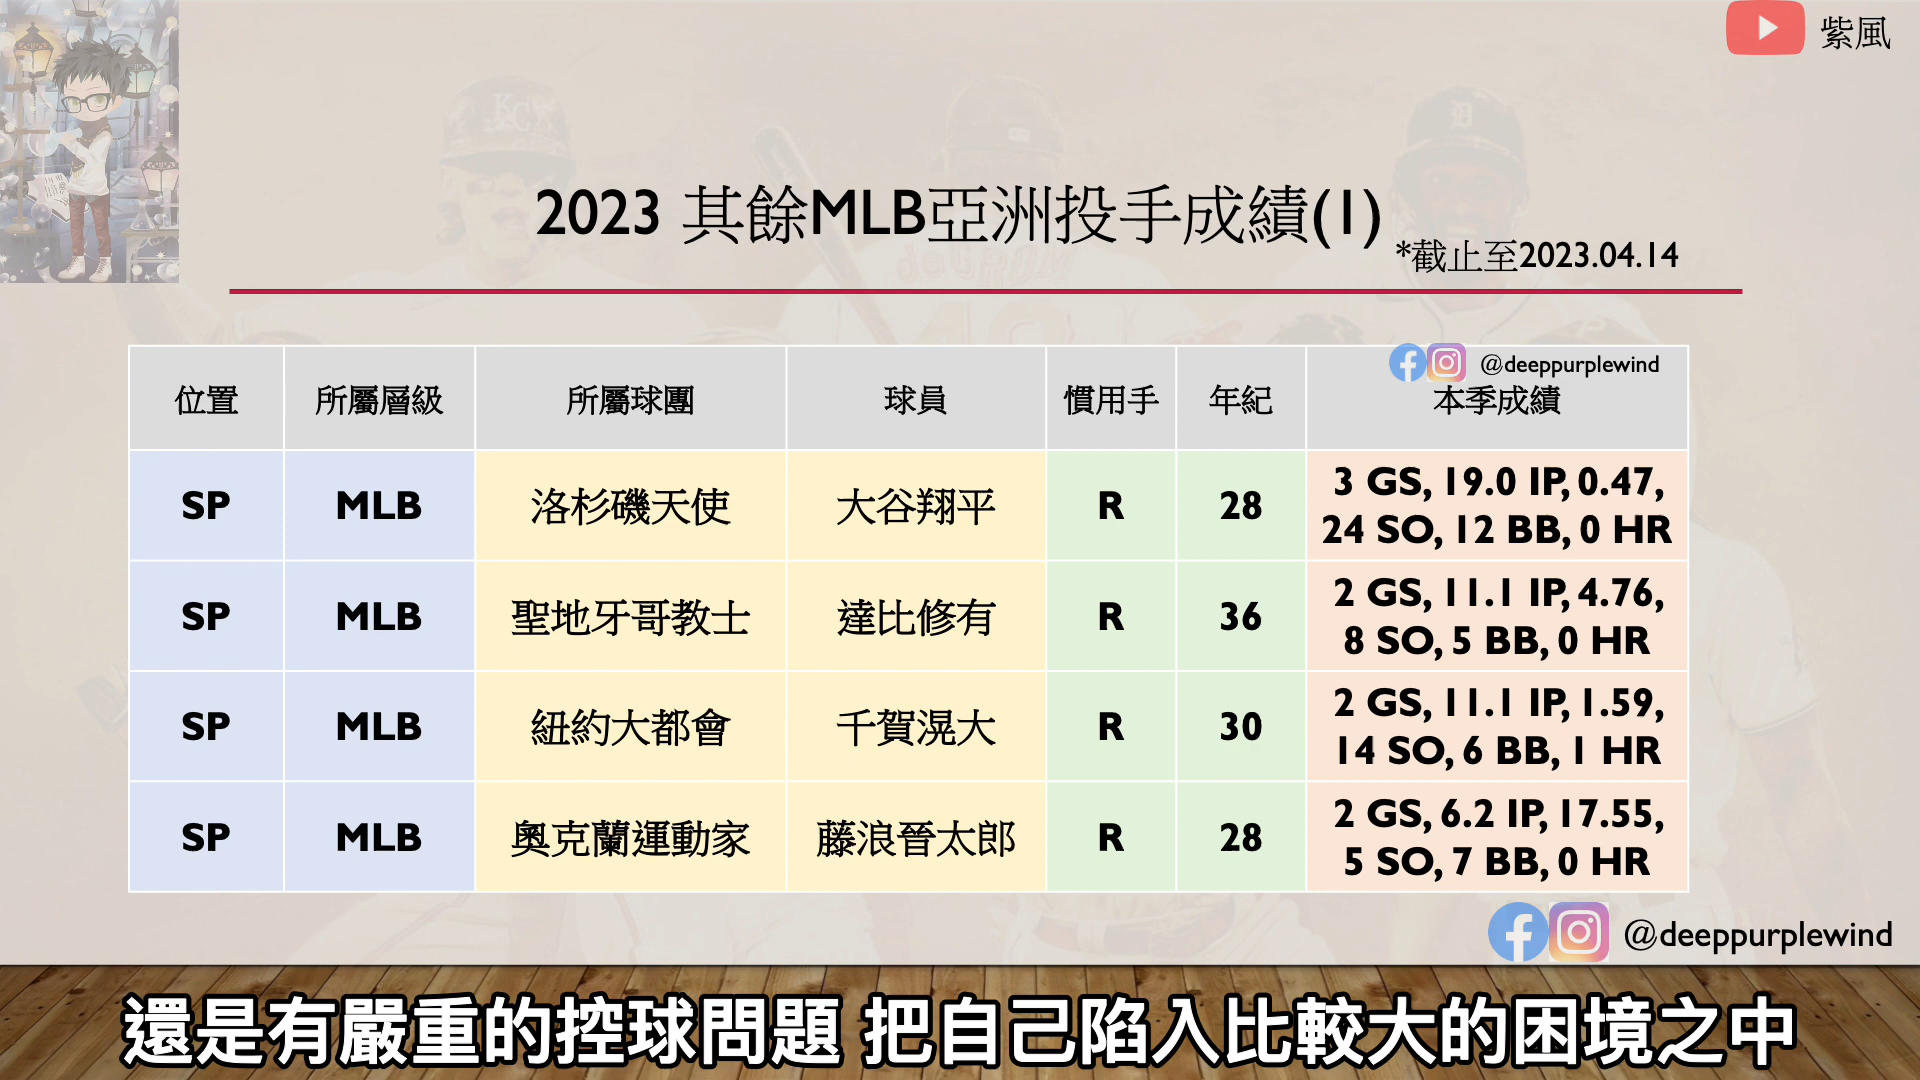 紫風
2023 其餘MLB亞洲投手成績(1)
*截止至2023.04.14
@deeppurplewind
位置 所屬層級 所屬球團 球員 慣用手 年紀 本季成績
SP MLB 洛杉磯天使 大谷翔平 R 28 3 GS, 19.0 IP, 0.47,
24 SO, 12 BB, 0 HR
SP MLB 聖地牙哥教士 達比修有 R 36 2 GS, 11.1 IP, 4.76,
8 SO, 5 BB, 0 HR
SP MLB 紐約大都會 千賀滉大 R 30 2 GS, 11.1 IP, 1.59,
14 SO, 6 BB, 1 HR
SP MLB 奧克蘭運動家 藤浪晉太郎 R 28 2 GS, 6.2 IP, 17.55,
5 SO, 7 BB, 0 HR
@deeppurplewind
還是有嚴重的控球問題 把自己陷入比較大的困境之中